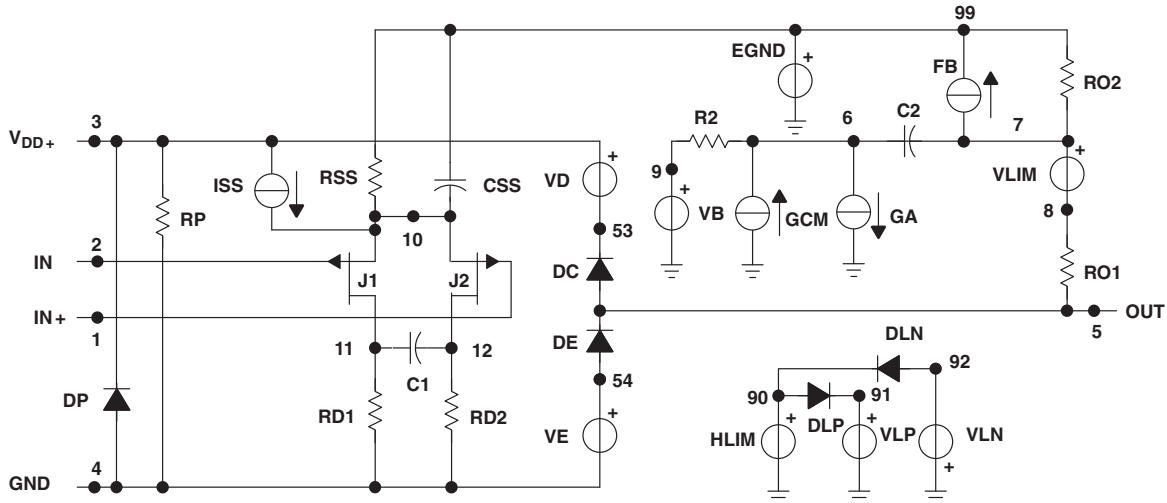 99
EGND
+
FB
RO2
R2
6
C2
7
VDD+
3
+
9
+
+
ISS
RSS
CSS
VD
VLIM
RP
VB
GCM
GA
8
10
53
2
IN
J1
J2
DC
RO1
IN+
1
OUT
5
DE
DLN
11
12
92
C1
54
90
91
DP
RD1
RD2
DLP
+
+
+
VE
HLIM
VLP
VLN
+
4
GND